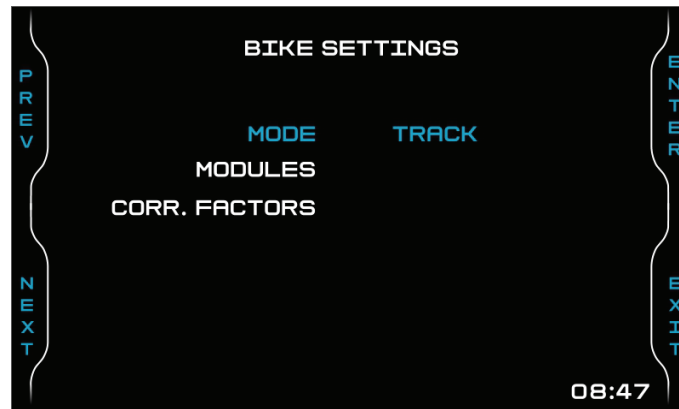 BIKE SETTINGS
PREV
ENTER
MODE TRACK
MODULES
CORR. FACTORS
NEXT
EXIT
08:47